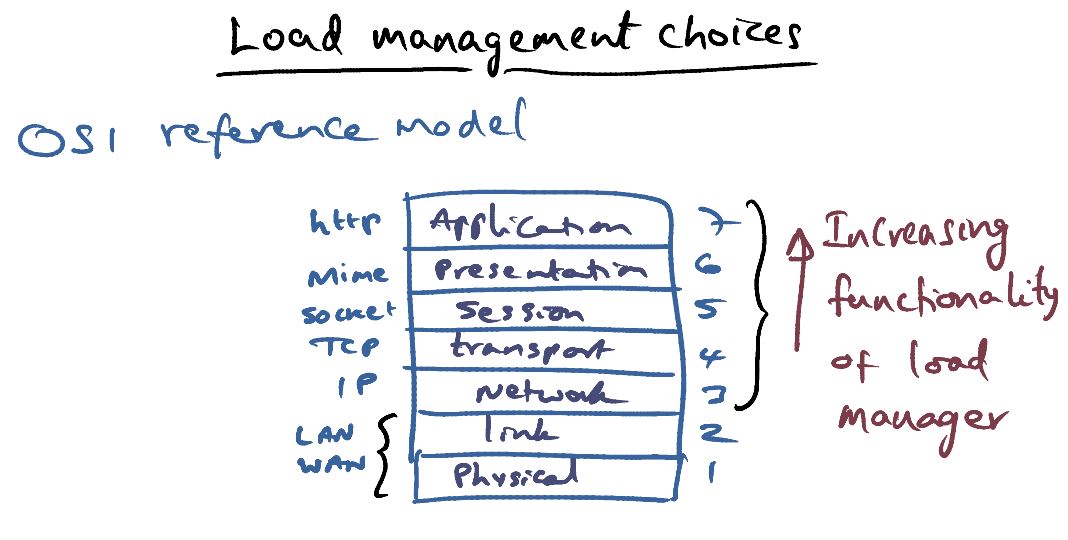 Load management choices
OSI reference model
http Application 7
Mime Presentation 6
socket Session 5
TCP transport 4
IP Network 3
LAN link 2
WAN Physical 1
Increasing
functionality
of load
manager